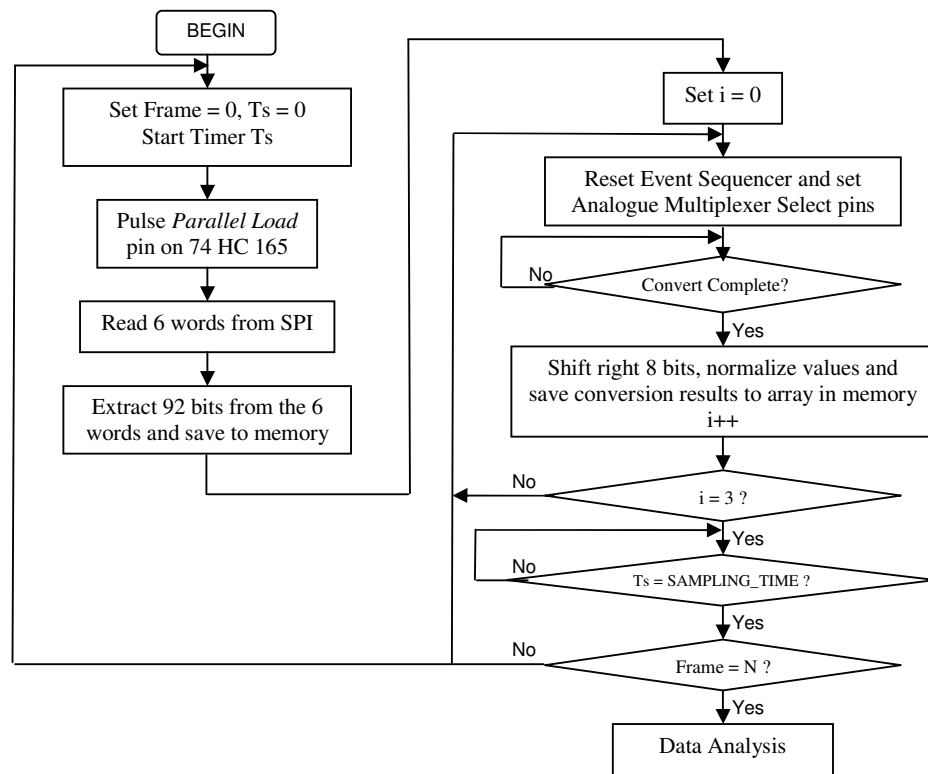 BEGIN
Set Frame = 0, Ts = 0
Start Timer Ts
Pulse Parallel Load
pin on 74 HC 165
Read 6 words from SPI
Extract 92 bits from the 6
words and save to memory
Set i = 0
Reset Event Sequencer and set
Analogue Multiplexer Select pins
No
Convert Complete?
Yes
Shift right 8 bits, normalize values and
save conversion results to array in memory
i++
No
i = 3 ?
Yes
No
Ts = SAMPLING_TIME ?
Yes
No
Frame = N ?
Yes
Data Analysis